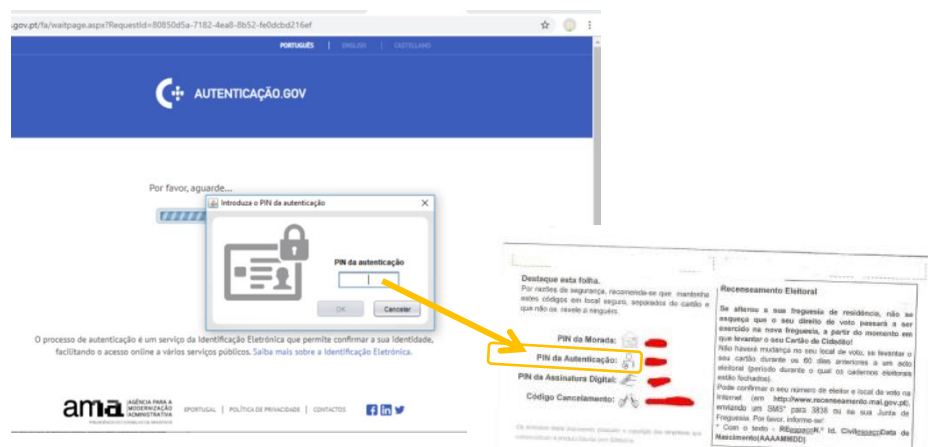 .gov.pt/fa/waitpage.aspx?RequestId=80850d5a-7182-4ea8-8b52-fe0dcbd216ef
PORTUGUÊS | ENGLISH | CASTELLANO
AUTENTICAÇÃO.GOV
Por favor, aguarde...
Introduza o PIN da autenticação
PIN da autenticação
OK Cancelar
O processo de autenticação é um serviço da Identificação Eletrónica que permite confirmar a sua identidade,
facilitando o acesso online a vários serviços públicos. Saiba mais sobre a Identificação Eletrónica.
ama AGÊNCIA PARA A
MODERNIZAÇÃO
ADMINISTRATIVA
PRESIDÊNCIA DO CONSELHO DE MINISTROS
EPORTUGAL | POLÍTICA DE PRIVACIDADE | CONTACTOS
Destaque esta folha.
Por razões de segurança, recomenda-se que mantenha
estes códigos em local seguro, separados do cartão e
que não os revele a ninguém.
PIN da Morada:
PIN da Autenticação:
PIN da Assinatura Digital:
Código Cancelamento:
Recenseamento Eleitoral
Se alterou a sua freguesia de residência, não se
esqueça que o seu direito de voto passará a ser
exercido na nova freguesia, a partir do momento em
que levantar o seu Cartão de Cidadão!
Não haverá mudança no seu local de voto, se levantar o
seu cartão durante os 60 dias anteriores a um acto
eleitoral (período durante o qual os cadernos eleitorais
estão fechados).
Pode confirmar o seu número de eleitor e local de voto na
Internet (em http://www.recenseamento.mai.gov.pt),
enviando um SMS* para 3838 ou na sua Junta de
Freguesia. Por favor, informe-se!
* Com o texto - REespaçoN.º Id. CivilespaçoData de
Nascimento(AAAAMMDD)